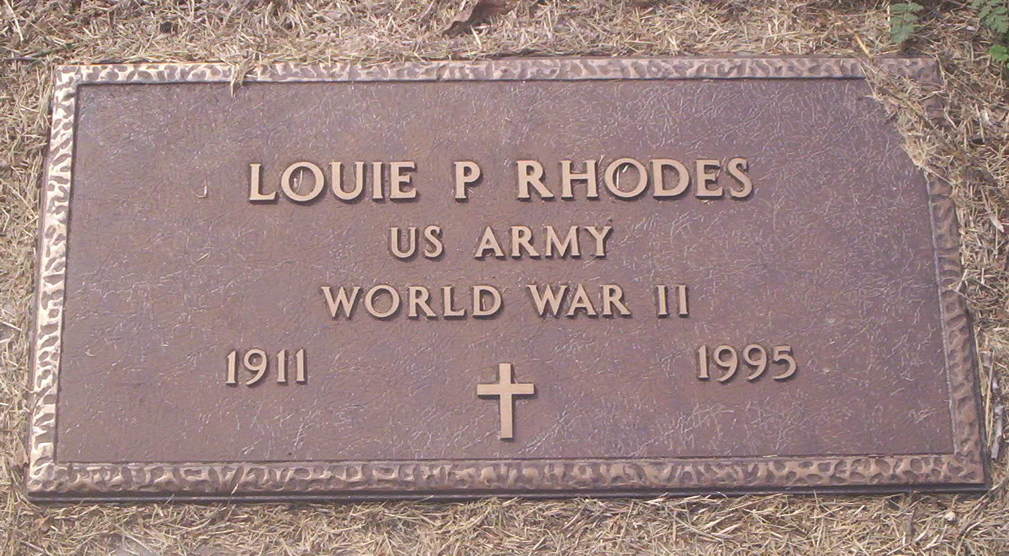 LOUIE P RHODES
US ARMY
WORLD WAR II
1911 1995